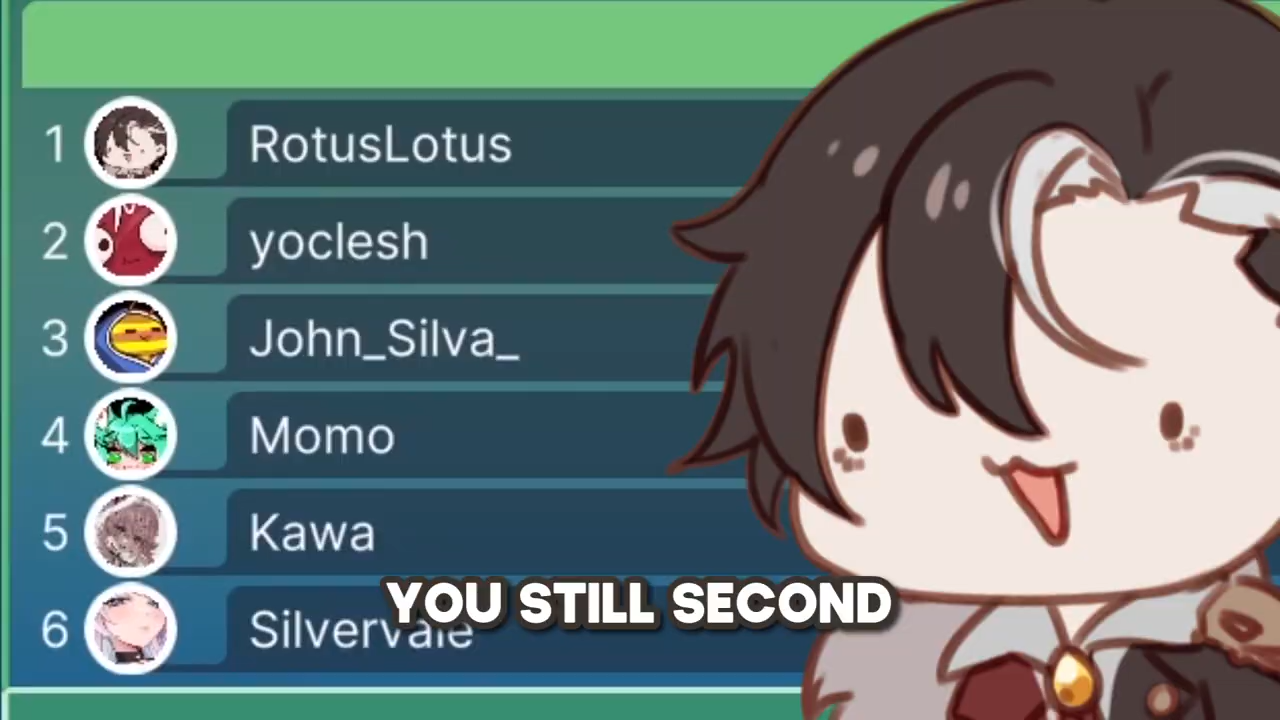 1 RotusLotus
2 yoclesh
3 John_Silva_
4 Momo
5 Kawa
6 Silvervale
YOU STILL SECOND